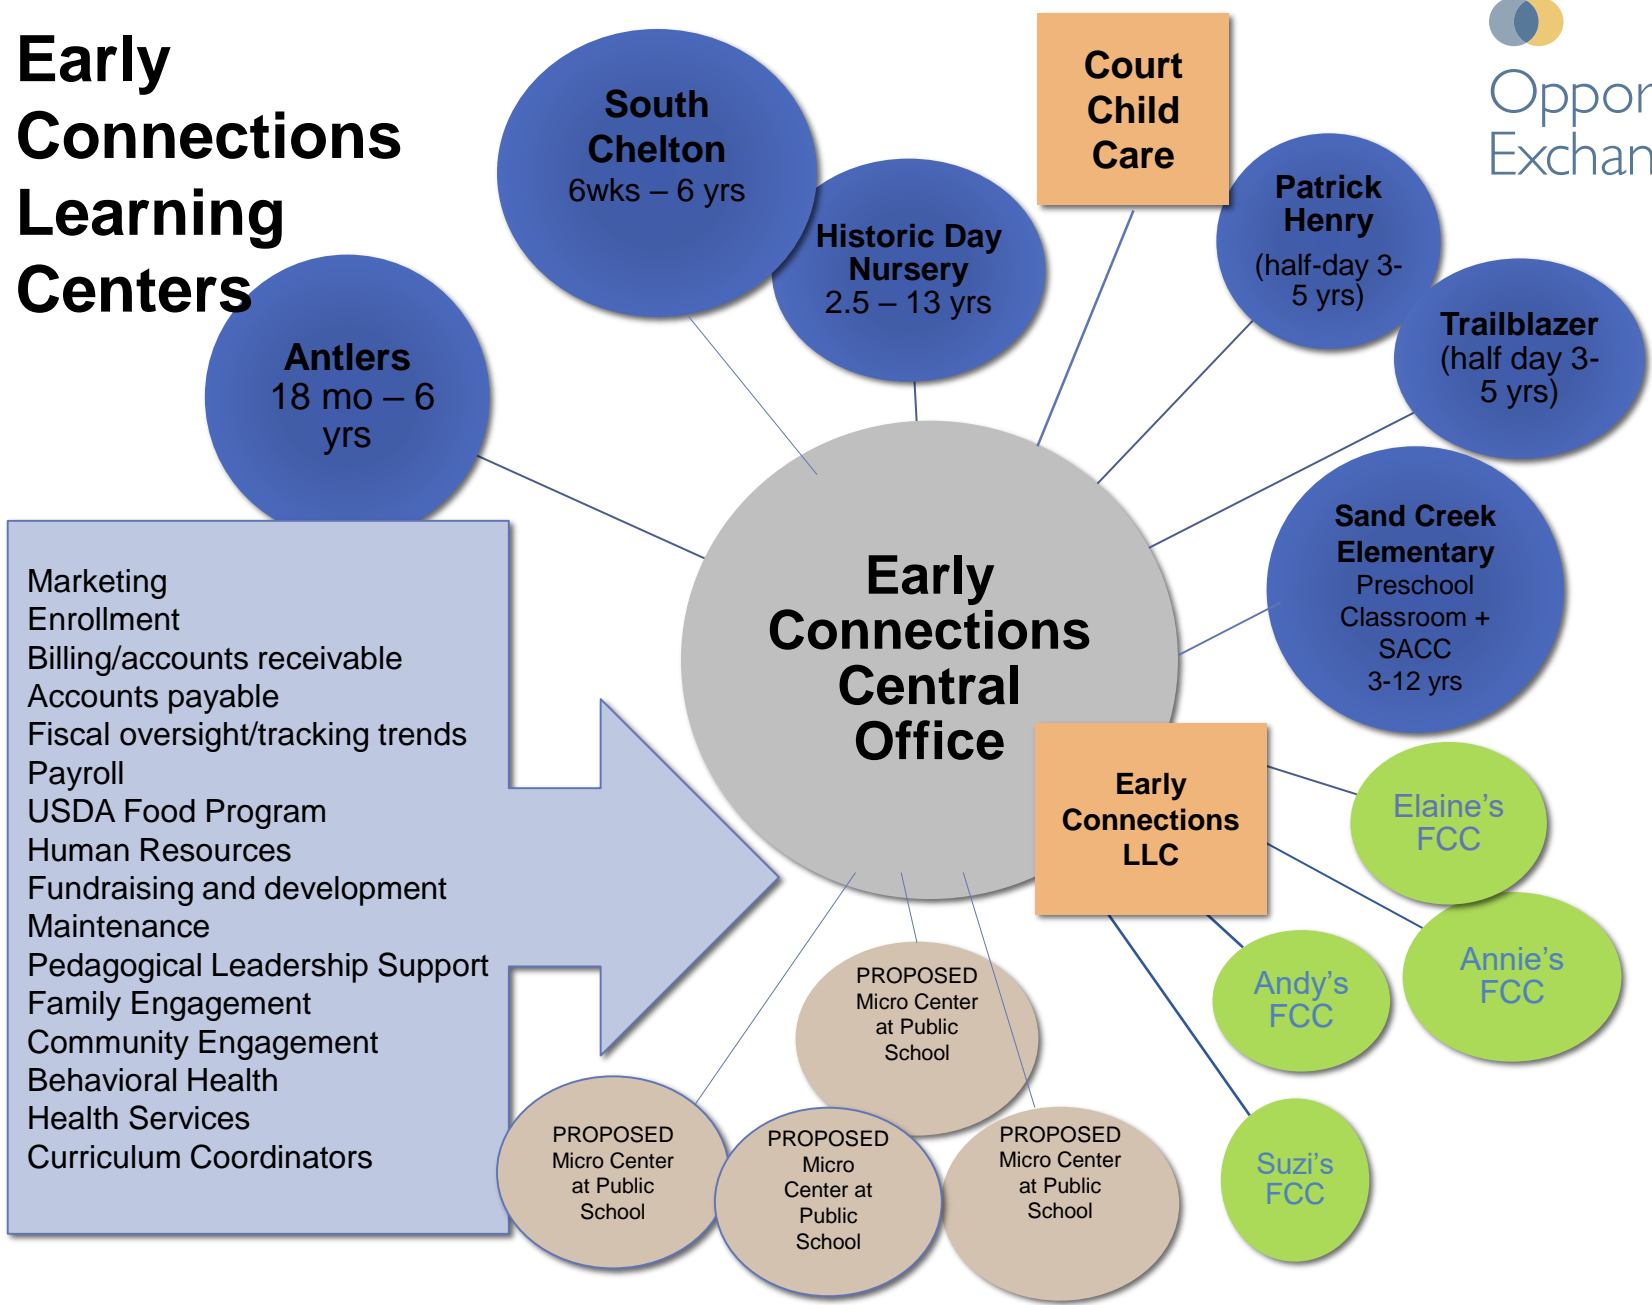 Early
Connections
Learning
Centers
South
Chelton
6wks – 6 yrs
Historic Day
Nursery
2.5 – 13 yrs
Court
Child
Care
Patrick
Henry
(half-day 3-
5 yrs)
Trailblazer
(half day 3-
5 yrs)
Antlers
18 mo – 6
yrs
Sand Creek
Elementary
Preschool
Classroom +
SACC
3-12 yrs
Early
Connections
Central
Office
Marketing
Enrollment
Billing/accounts receivable
Accounts payable
Fiscal oversight/tracking trends
Payroll
USDA Food Program
Human Resources
Fundraising and development
Maintenance
Pedagogical Leadership Support
Family Engagement
Community Engagement
Behavioral Health
Health Services
Curriculum Coordinators
Early
Connections
LLC
Elaine’s
FCC
Annie’s
FCC
Andy’s
FCC
Suzi’s
FCC
PROPOSED
Micro Center
at Public
School
PROPOSED
Micro Center
at Public
School
PROPOSED
Micro
Center at
Public
School
PROPOSED
Micro Center
at Public
School